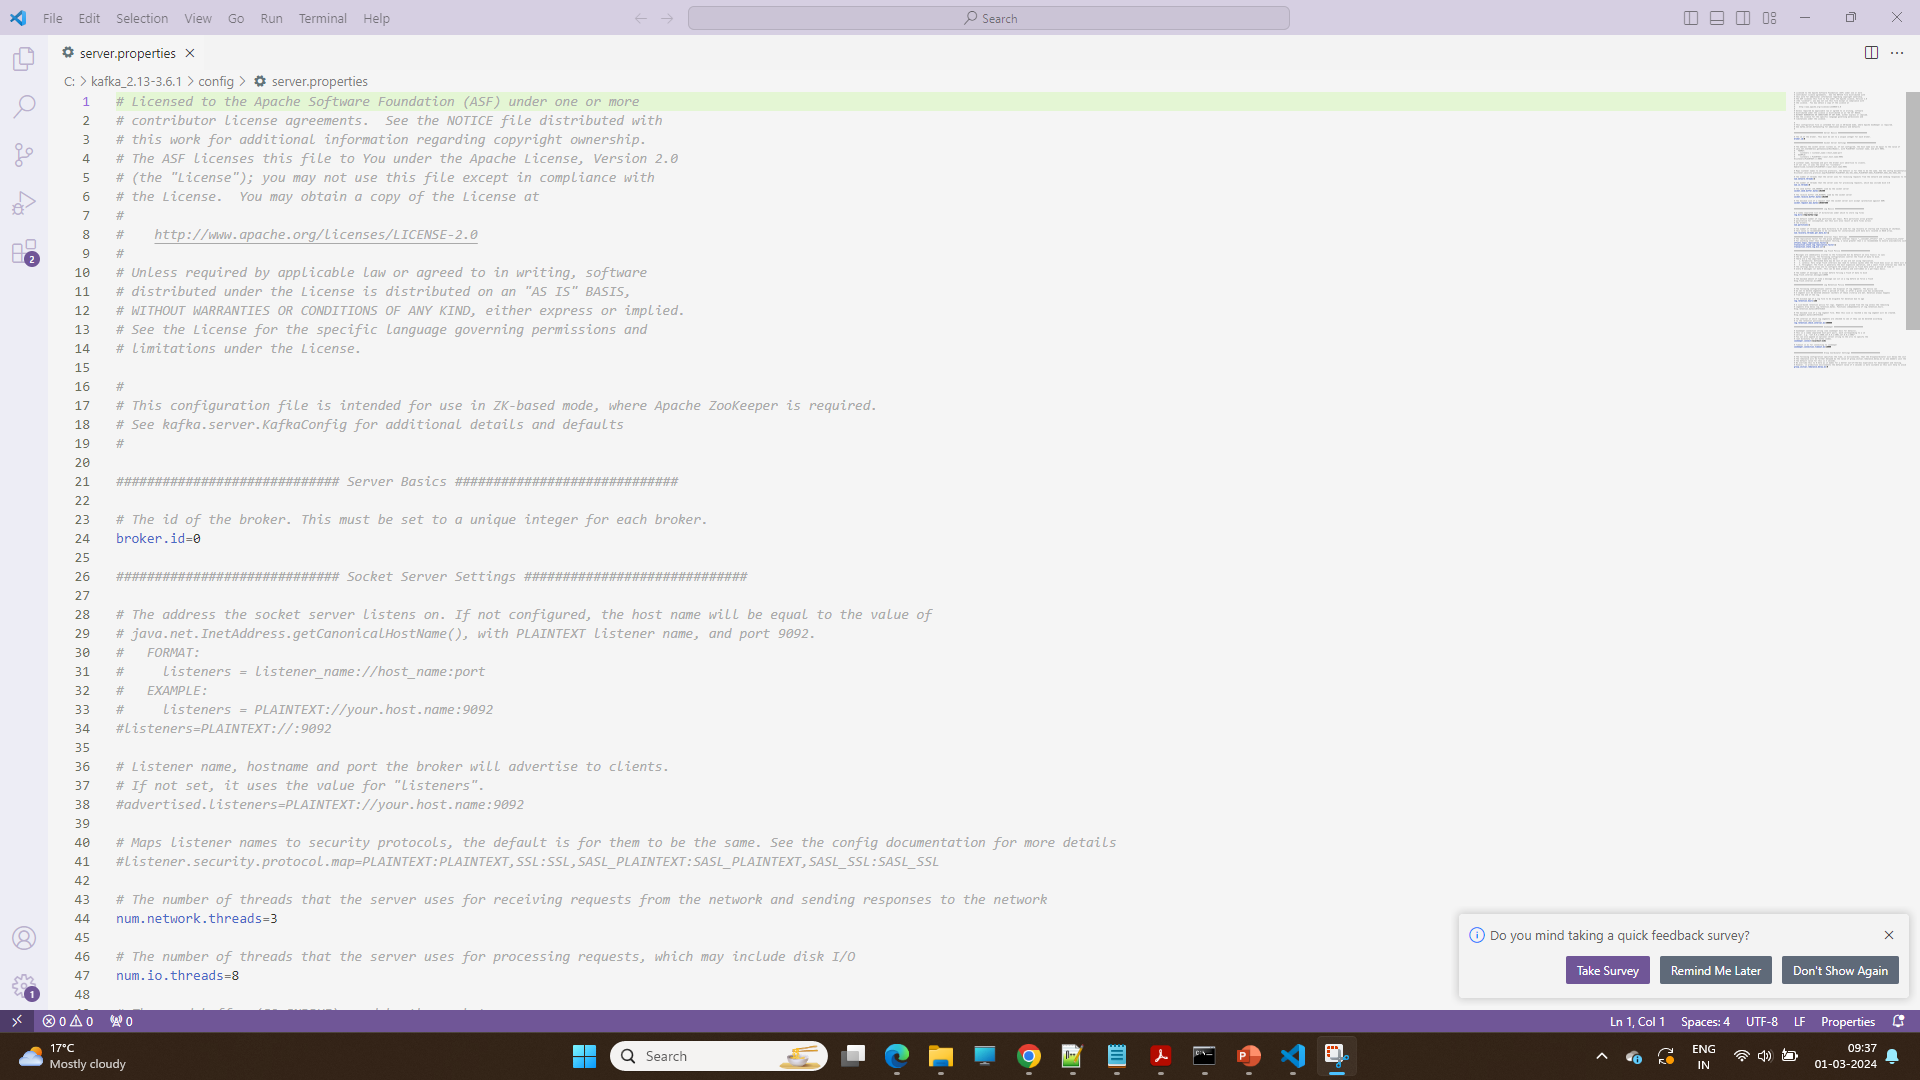 File Edit Selection View Go Run Terminal Help
Search
server.properties
C: > kafka_2.13-3.6.1 > config > server.properties
1 # Licensed to the Apache Software Foundation (ASF) under one or more
2 # contributor license agreements.  See the NOTICE file distributed with
3 # this work for additional information regarding copyright ownership.
4 # The ASF licenses this file to You under the Apache License, Version 2.0
5 # (the "License"); you may not use this file except in compliance with
6 # the License.  You may obtain a copy of the License at
7 #
8 #    http://www.apache.org/licenses/LICENSE-2.0
9 #
10 # Unless required by applicable law or agreed to in writing, software
11 # distributed under the License is distributed on an "AS IS" BASIS,
12 # WITHOUT WARRANTIES OR CONDITIONS OF ANY KIND, either express or implied.
13 # See the License for the specific language governing permissions and
14 # limitations under the License.
15
16 #
17 # This configuration file is intended for use in ZK-based mode, where Apache ZooKeeper is required.
18 # See kafka.server.KafkaConfig for additional details and defaults
19 #
20
21 ############################# Server Basics #############################
22
23 # The id of the broker. This must be set to a unique integer for each broker.
24 broker.id=0
25
26 ############################# Socket Server Settings #############################
27
28 # The address the socket server listens on. If not configured, the host name will be equal to the value of
29 # java.net.InetAddress.getCanonicalHostName(), with PLAINTEXT listener name, and port 9092.
30 #   FORMAT:
31 #     listeners = listener_name://host_name:port
32 #   EXAMPLE:
33 #     listeners = PLAINTEXT://your.host.name:9092
34 #listeners=PLAINTEXT://:9092
35
36 # Listener name, hostname and port the broker will advertise to clients.
37 # If not set, it uses the value for "listeners".
38 #advertised.listeners=PLAINTEXT://your.host.name:9092
39
40 # Maps listener names to security protocols, the default is for them to be the same. See the config documentation for more details
41 #listener.security.protocol.map=PLAINTEXT:PLAINTEXT,SSL:SSL,SASL_PLAINTEXT:SASL_PLAINTEXT,SASL_SSL:SASL_SSL
42
43 # The number of threads that the server uses for receiving requests from the network and sending responses to the network
44 num.network.threads=3
45
46 # The number of threads that the server uses for processing requests, which may include disk I/O
47 num.io.threads=8
48
2
1
Do you mind taking a quick feedback survey?
Take Survey Remind Me Later Don't Show Again
0 0 0 Ln 1, Col 1 Spaces: 4 UTF-8 LF Properties
17°C
Mostly cloudy
Search
ENG
IN
09:37
01-03-2024